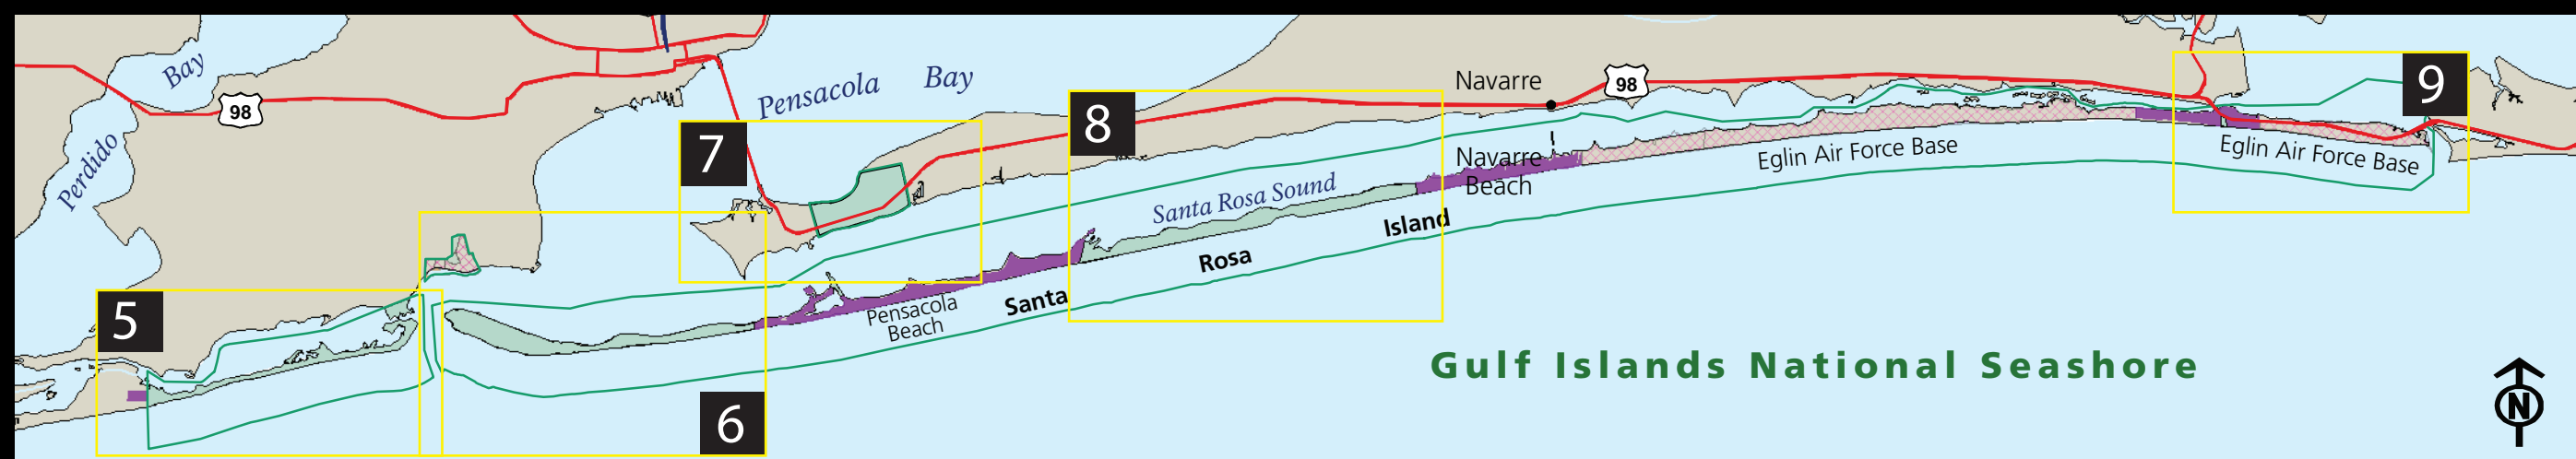 Perdido
Bay
98
Pensacola Bay
Navarre
98
9
8
7
Navarre
Beach
Eglin Air Force Base
Eglin Air Force Base
Santa Rosa Sound
Santa Rosa Island
Pensacola
Beach
5
6
Gulf Islands National Seashore
N